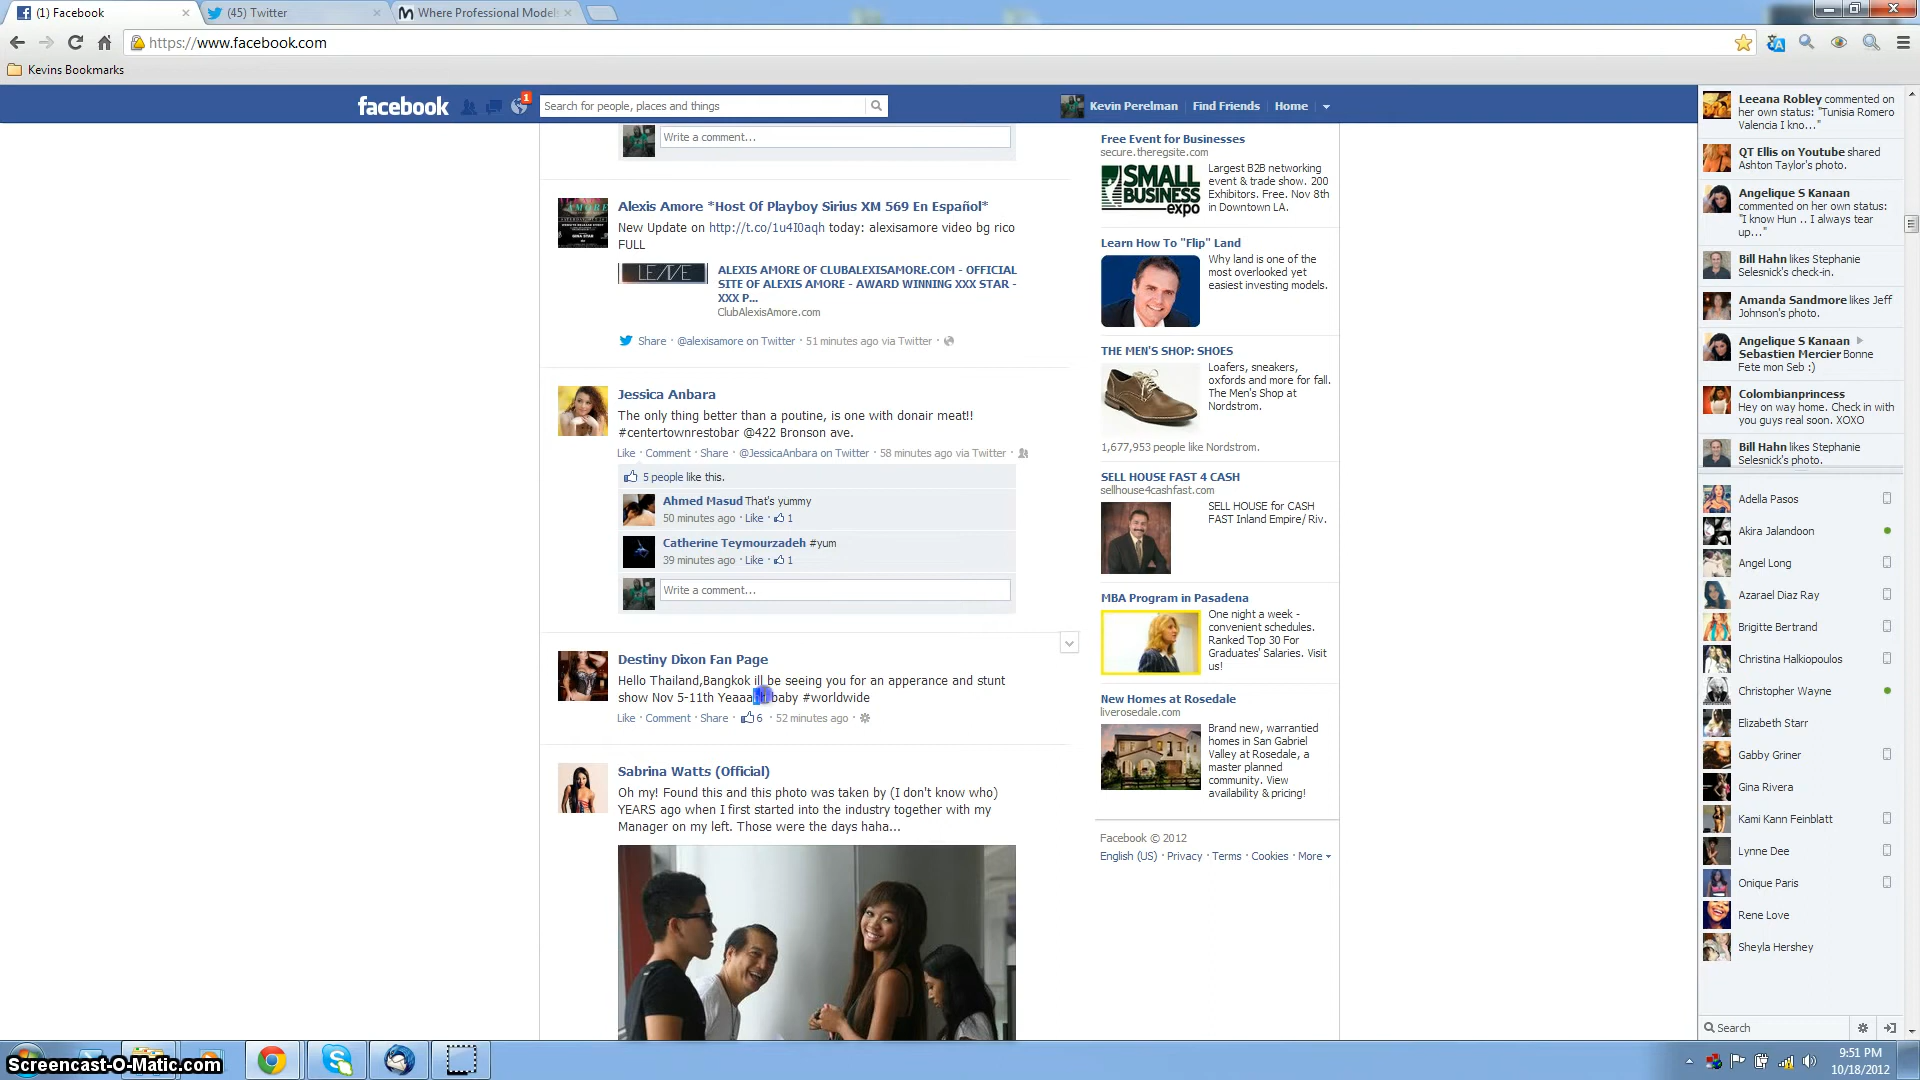 (1) Facebook
(45) Twitter
Where Professional Models
https://www.facebook.com
Kevins Bookmarks
facebook
1
Search for people, places and things
Kevin Perelman
Find Friends
Home
Write a comment...
Alexis Amore *Host Of Playboy Sirius XM 569 En Español*
New Update on http://t.co/1u4I0aqh today: alexisamore video bg rico
FULL
LEAVE
ALEXIS AMORE OF CLUBALEXISAMORE.COM - OFFICIAL
SITE OF ALEXIS AMORE - AWARD WINNING XXX STAR -
XXX P...
ClubAlexisAmore.com
Share · @alexisamore on Twitter · 51 minutes ago via Twitter ·
Jessica Anbara
The only thing better than a poutine, is one with donair meat!!
#centertownrestobar @422 Bronson ave.
Like · Comment · Share · @JessicaAnbara on Twitter · 58 minutes ago via Twitter ·
5 people like this.
Ahmed Masud That's yummy
50 minutes ago · Like · 1
Catherine Teymourzadeh #yum
39 minutes ago · Like · 1
Write a comment...
Destiny Dixon Fan Page
Hello Thailand,Bangkok ill be seeing you for an apperance and stunt
show Nov 5-11th Yeaaa baby #worldwide
Like · Comment · Share · 6 · 52 minutes ago ·
Sabrina Watts (Official)
Oh my! Found this and this photo was taken by (I don't know who)
YEARS ago when I first started into the industry together with my
Manager on my left. Those were the days haha...
Free Event for Businesses
secure.theregsite.com
SMALL
BUSINESS
expo
Largest B2B networking
event & trade show. 200
Exhibitors. Free. Nov 8th
in Downtown LA.
Learn How To "Flip" Land
Why land is one of the
most overlooked yet
easiest investing models.
THE MEN'S SHOP: SHOES
Loafers, sneakers,
oxfords and more for fall.
The Men's Shop at
Nordstrom.
1,677,953 people like Nordstrom.
SELL HOUSE FAST 4 CASH
sellhouse4cashfast.com
SELL HOUSE for CASH
FAST Inland Empire/ Riv.
MBA Program in Pasadena
One night a week -
convenient schedules.
Ranked Top 30 For
Graduates' Salaries. Visit
us!
New Homes at Rosedale
liverosedale.com
Brand new, warrantied
homes in San Gabriel
Valley at Rosedale, a
master planned
community. View
availability & pricing!
Facebook © 2012
English (US) · Privacy · Terms · Cookies · More
Leeana Robley commented on
her own status: "Tunisia Romero
Valencia I kno..."
QT Ellis on Youtube shared
Ashton Taylor's photo.
Angelique S Kanaan
commented on her own status:
"I know Hun .. I always tear
up..."
Bill Hahn likes Stephanie
Selesnick's check-in.
Amanda Sandmore likes Jeff
Johnson's photo.
Angelique S Kanaan
Sebastien Mercier Bonne
Fete mon Seb :)
Colombianprincess
Hey on way home. Check in with
you guys real soon. XOXO
Bill Hahn likes Stephanie
Selesnick's photo.
Adella Pasos
Akira Jalandoon
Angel Long
Azarael Diaz Ray
Brigitte Bertrand
Christina Halkiopoulos
Christopher Wayne
Elizabeth Starr
Gabby Griner
Gina Rivera
Kami Kann Feinblatt
Lynne Dee
Onique Paris
Rene Love
Sheyla Hershey
Search
Screencast-O-Matic.com
9:51 PM
10/18/2012